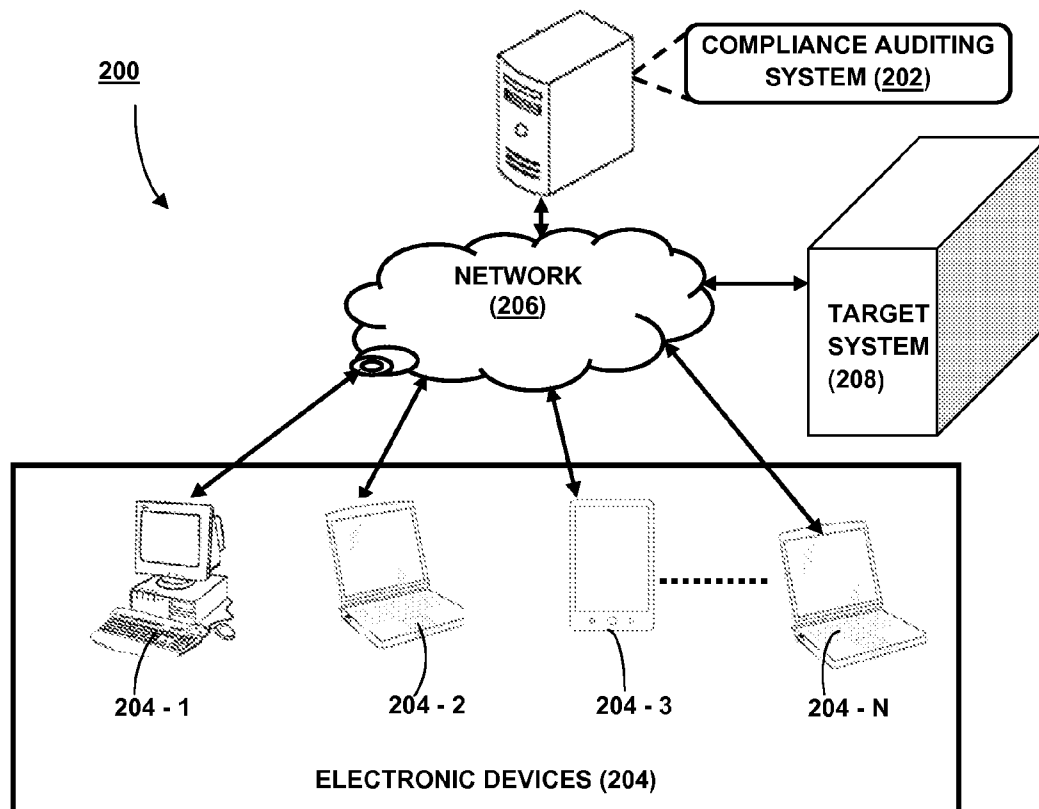 200
COMPLIANCE AUDITING
SYSTEM (202)
NETWORK
(206)
TARGET
SYSTEM
(208)
204 - 1
204 - 2
204 - 3
204 - N
ELECTRONIC DEVICES (204)